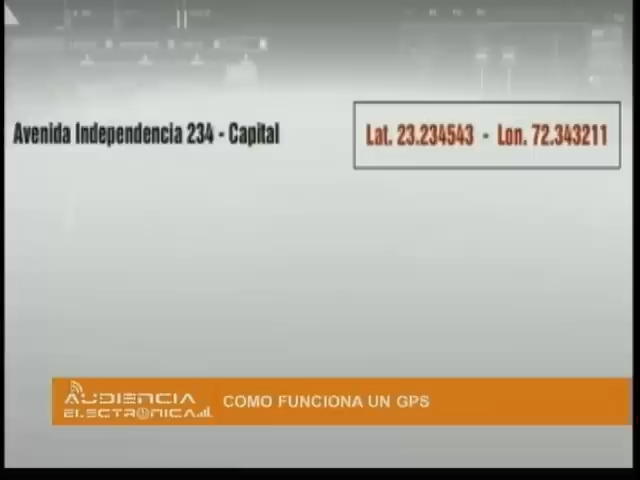 Avenida Independencia 234 - Capital
Lat. 23.234543 - Lon. 72.343211
AUDIENCIA
ELECTRONICA
COMO FUNCIONA UN GPS